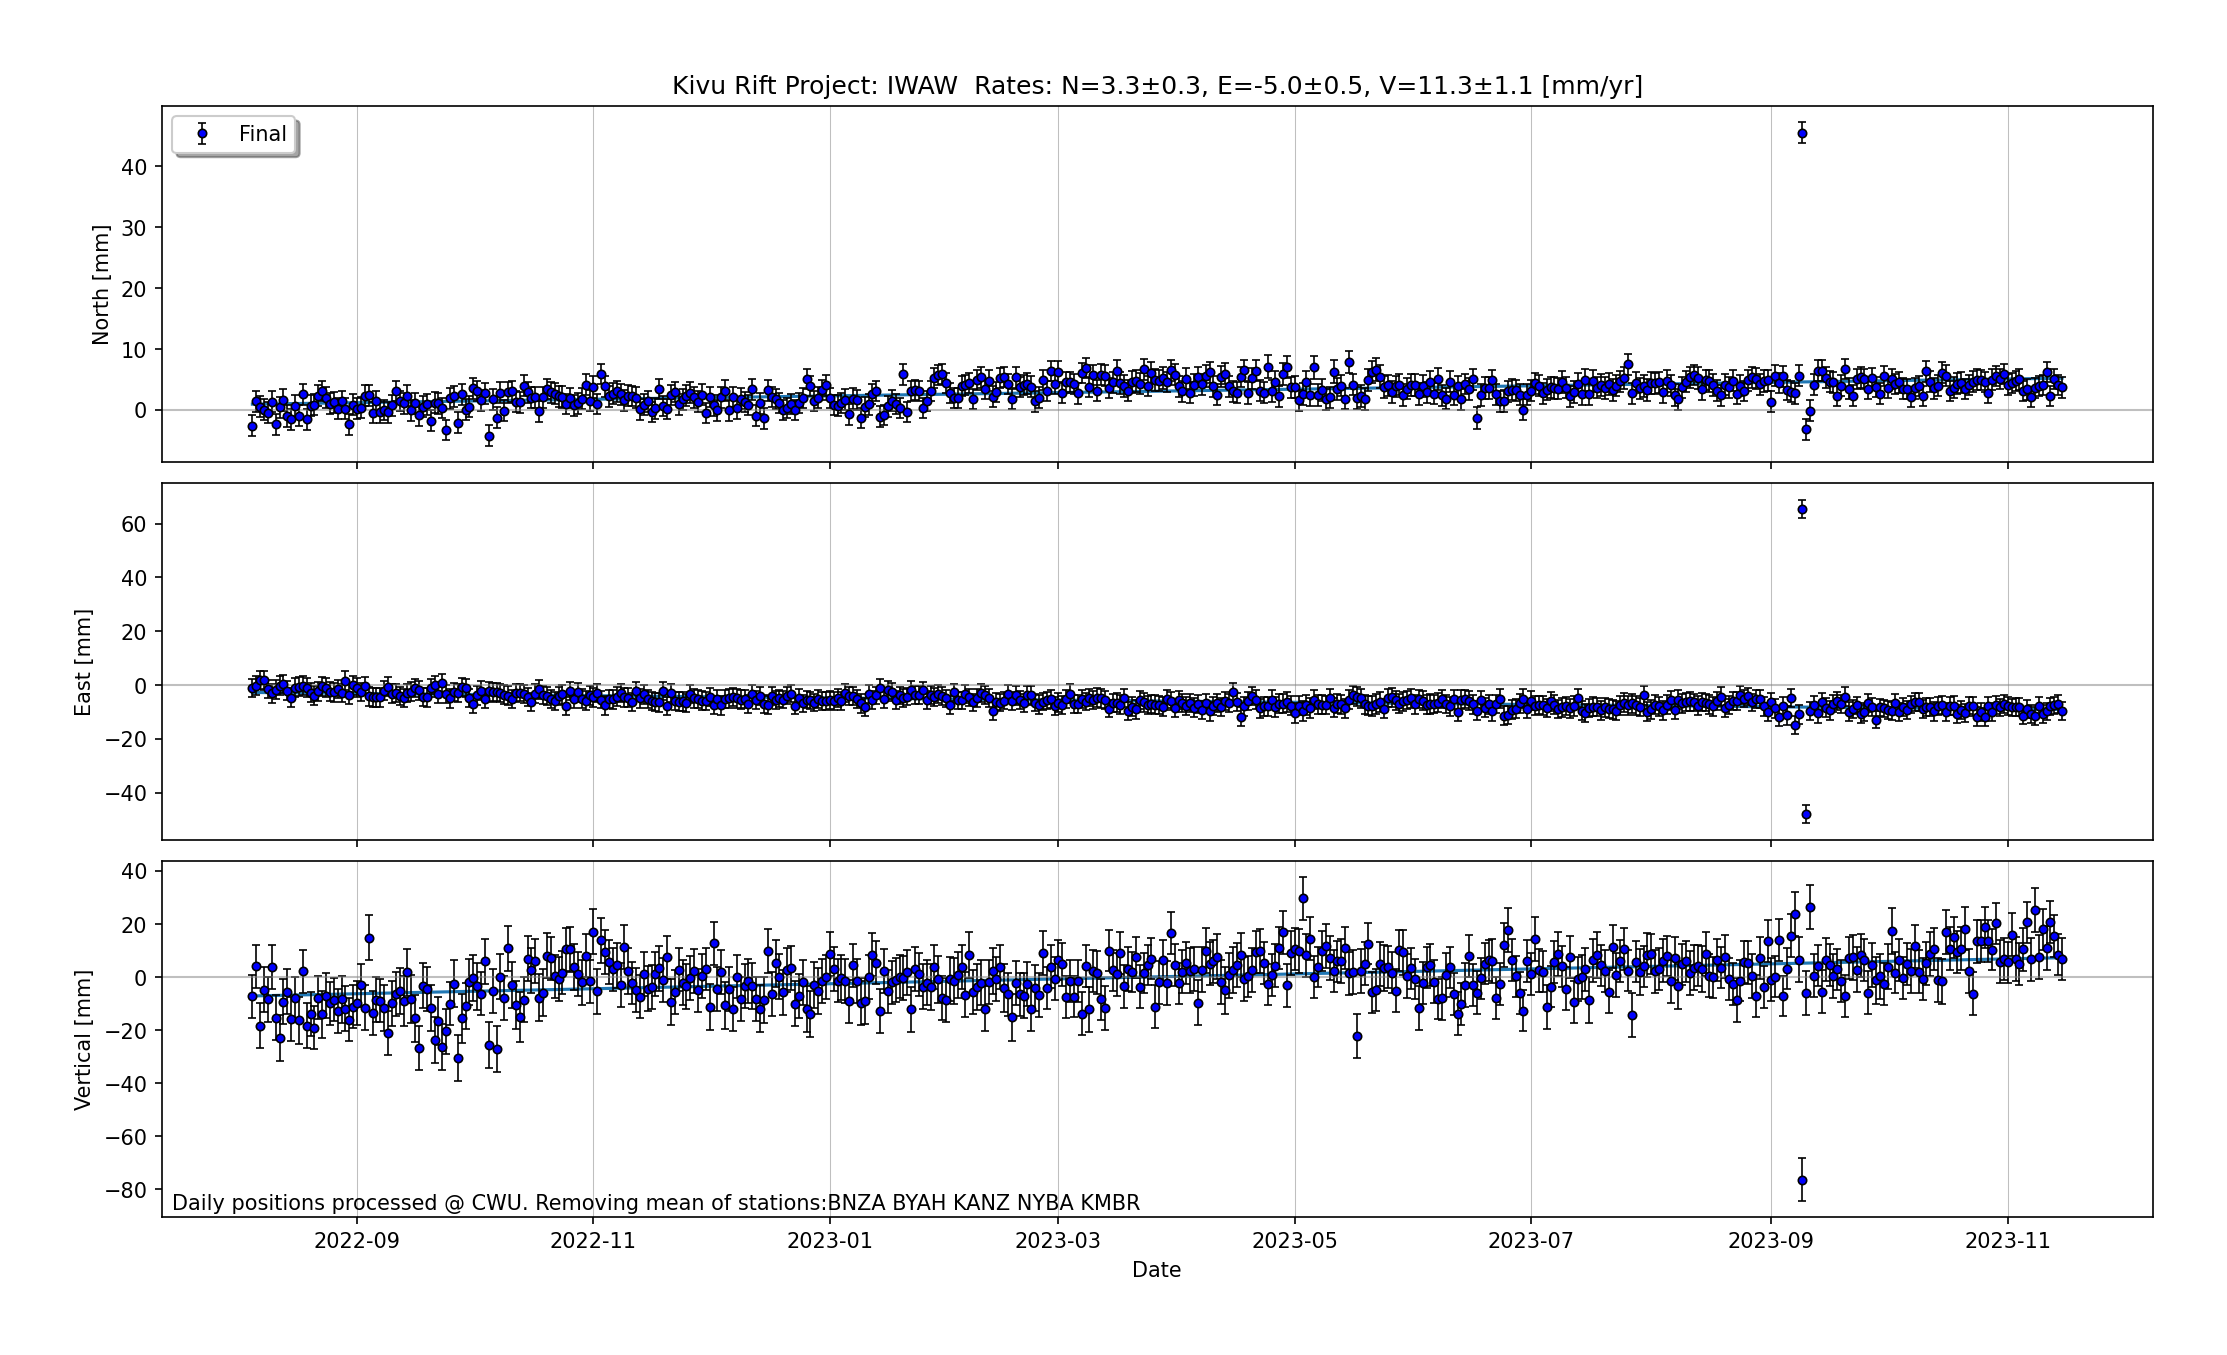 Kivu Rift Project: IWAW  Rates: N=3.3±0.3, E=-5.0±0.5, V=11.3±1.1 [mm/yr]
Final
North [mm]
40
30
20
10
0
East [mm]
60
40
20
0
−20
−40
Vertical [mm]
40
20
0
−20
−40
−60
−80
Daily positions processed @ CWU. Removing mean of stations:BNZA BYAH KANZ NYBA KMBR
2022-09 2022-11 2023-01 2023-03 2023-05 2023-07 2023-09 2023-11
Date